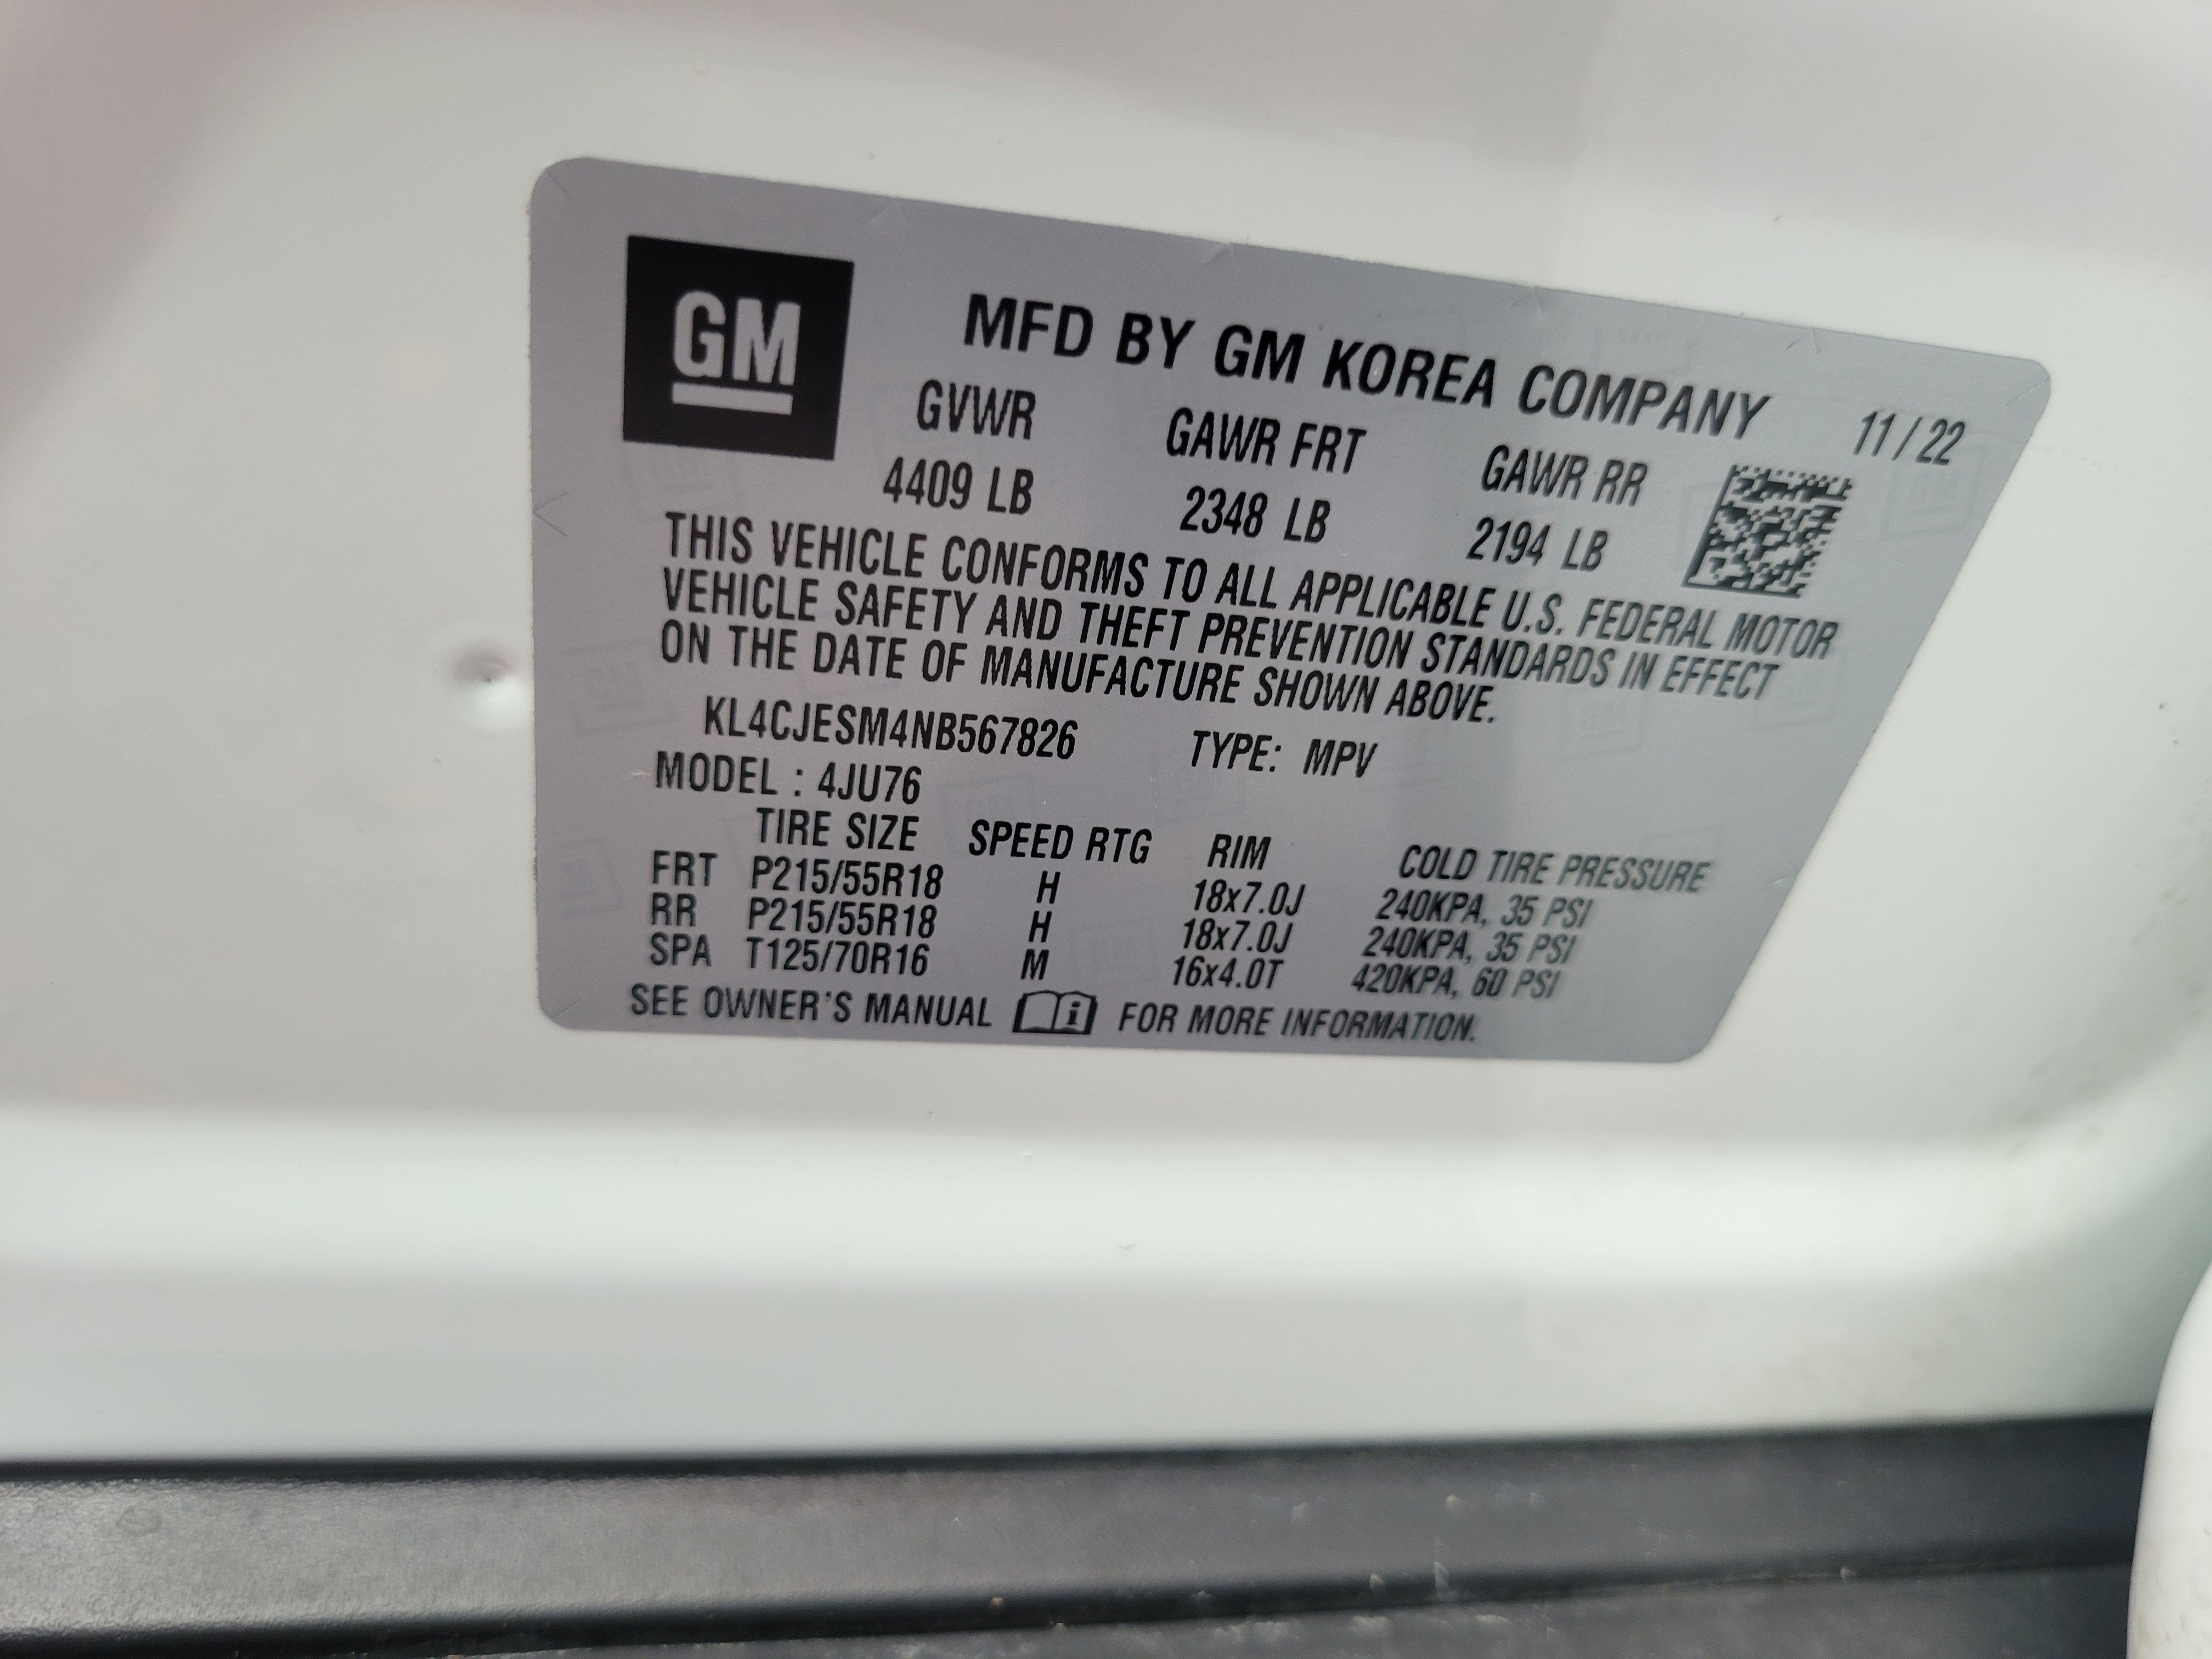 GM
MFD BY GM KOREA COMPANY 11/22
GVWR GAWR FRT GAWR RR
4409 LB 2348 LB 2194 LB
THIS VEHICLE CONFORMS TO ALL APPLICABLE U.S. FEDERAL MOTOR
VEHICLE SAFETY AND THEFT PREVENTION STANDARDS IN EFFECT
ON THE DATE OF MANUFACTURE SHOWN ABOVE.
KL4CJESM4NB567826 TYPE: MPV
MODEL : 4JU76
TIRE SIZE SPEED RTG RIM COLD TIRE PRESSURE
FRT P215/55R18 H 18x7.0J 240KPA, 35 PSI
RR P215/55R18 H 18x7.0J 240KPA, 35 PSI
SPA T125/70R16 M 16x4.0T 420KPA, 60 PSI
SEE OWNER'S MANUAL i FOR MORE INFORMATION.